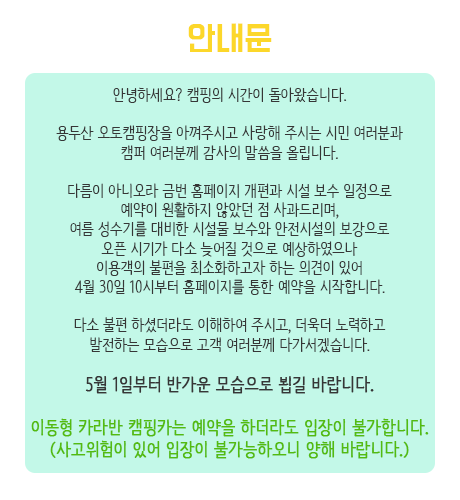 안내문
안녕하세요? 캠핑의 시간이 돌아왔습니다.
용두산 오토캠핑장을 아껴주시고 사랑해 주시는 시민 여러분과
캠퍼 여러분께 감사의 말씀을 올립니다.
다름이 아니오라 금번 홈페이지 개편과 시설 보수 일정으로
예약이 원활하지 않았던 점 사과드리며,
여름 성수기를 대비한 시설물 보수와 안전시설의 보강으로
오픈 시기가 다소 늦어질 것으로 예상하였으나
이용객의 불편을 최소화하고자 하는 의견이 있어
4월 30일 10시부터 홈페이지를 통한 예약을 시작합니다.
다소 불편 하셨더라도 이해하여 주시고, 더욱더 노력하고
발전하는 모습으로 고객 여러분께 다가서겠습니다.
5월 1일부터 반가운 모습으로 뵙길 바랍니다.
이동형 카라반 캠핑카는 예약을 하더라도 입장이 불가합니다.
(사고위험이 있어 입장이 불가능하오니 양해 바랍니다.)